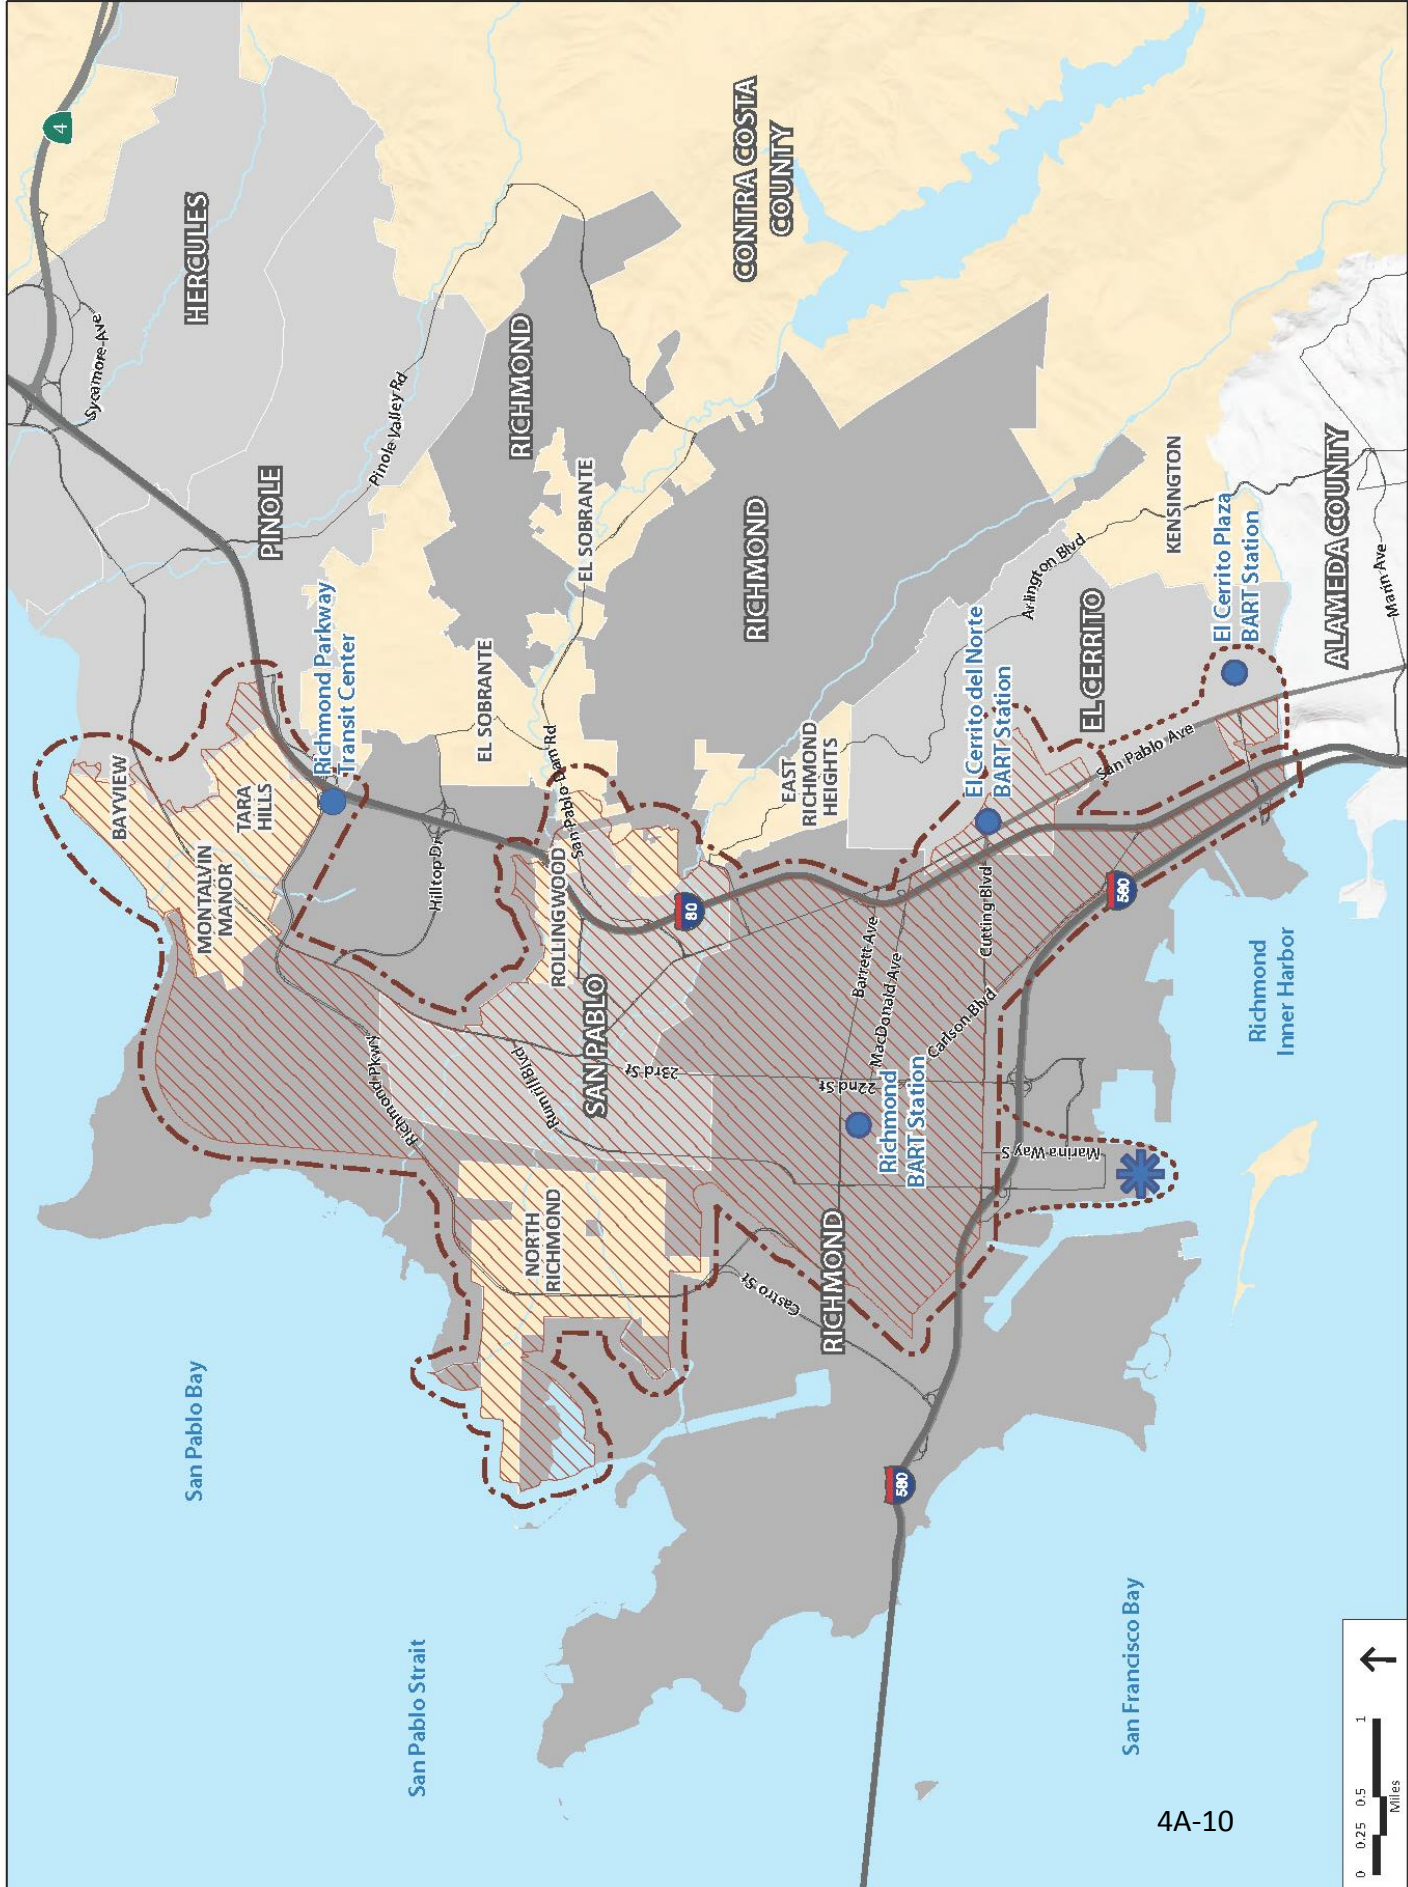 4
HERCULES
Sycamore Ave
CONTRA COSTA
COUNTY
PINOLE
Pinole Valley Rd
RICHMOND
EL SOBRANTE
RICHMOND
KENSINGTON
Arlington Blvd
EL CERRITO
El Cerrito Plaza
BART Station
ALAMEDA COUNTY
Marin Ave
San Pablo Ave
El Cerrito del Norte
BART Station
EAST
RICHMOND
HEIGHTS
EL SOBRANTE
San Pablo Dam Rd
Richmond Parkway
Transit Center
BAYVIEW
TARA
HILLS
MONTALVIN
MANOR
Hilltop Dr
ROLLINGWOOD
80
SAN PABLO
Rumrill Blvd
23rd St
Richmond Pkwy
Barrett Ave
MacDonald Ave
22nd St
Cutting Blvd
Carlson Blvd
580
Richmond
BART Station
Marina Way S
Richmond
Inner Harbor
NORTH
RICHMOND
Castro St
RICHMOND
580
San Pablo Bay
San Pablo Strait
San Francisco Bay
0 0.25 0.5 1
Miles
4A-10